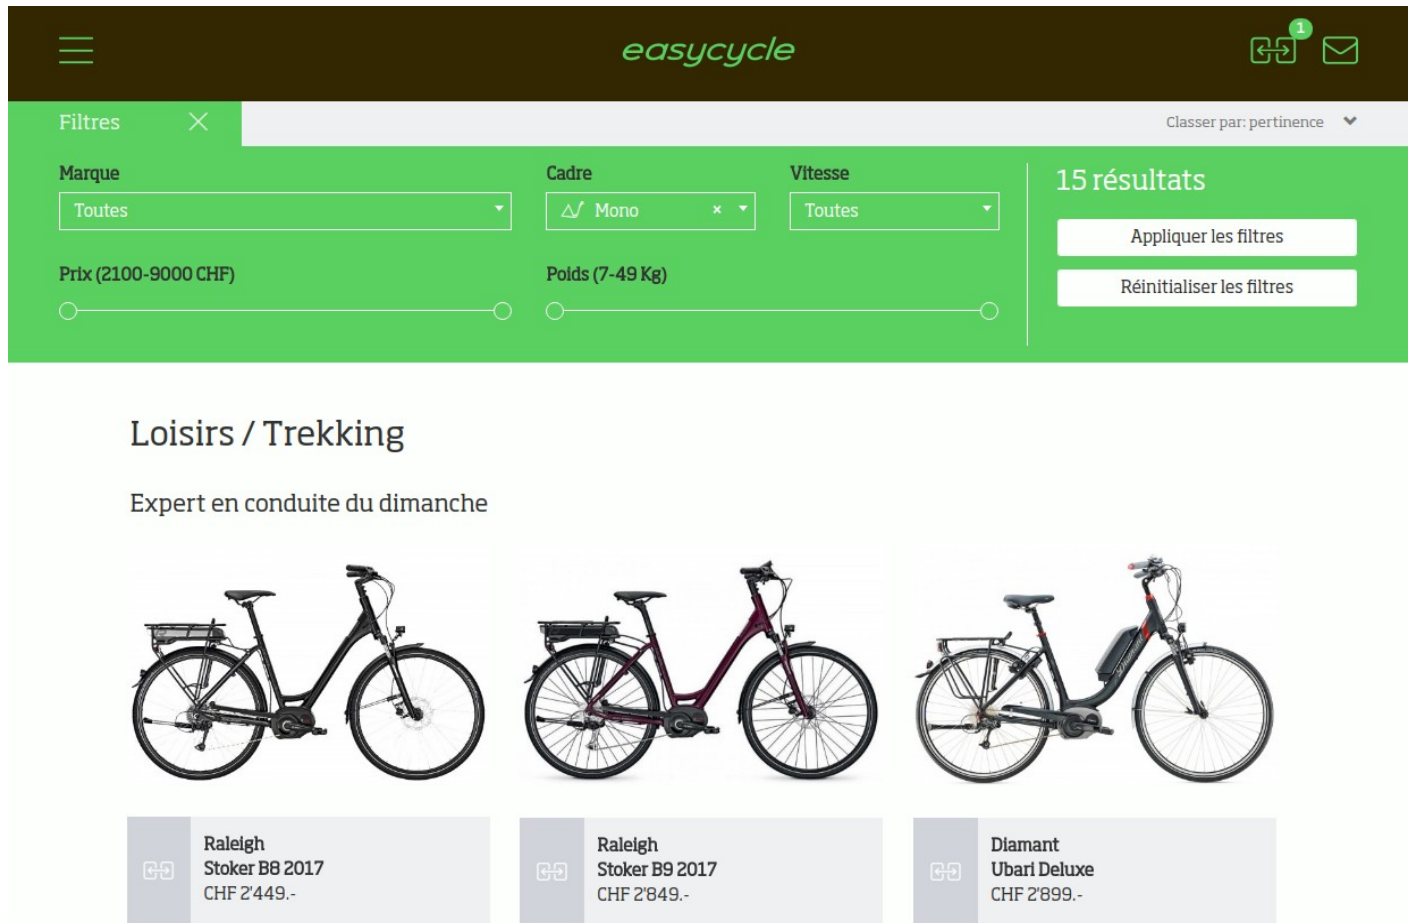 easycycle
1
Filtres
Classer par: pertinence
Marque
Toutes
Cadre
Mono
Vitesse
Toutes
15 résultats
Appliquer les filtres
Réinitialiser les filtres
Prix (2100-9000 CHF)
Poids (7-49 Kg)
Loisirs / Trekking
Expert en conduite du dimanche
Raleigh
Stoker B8 2017
CHF 2'449.-
Raleigh
Stoker B9 2017
CHF 2'849.-
Diamant
Ubari Deluxe
CHF 2'899.-